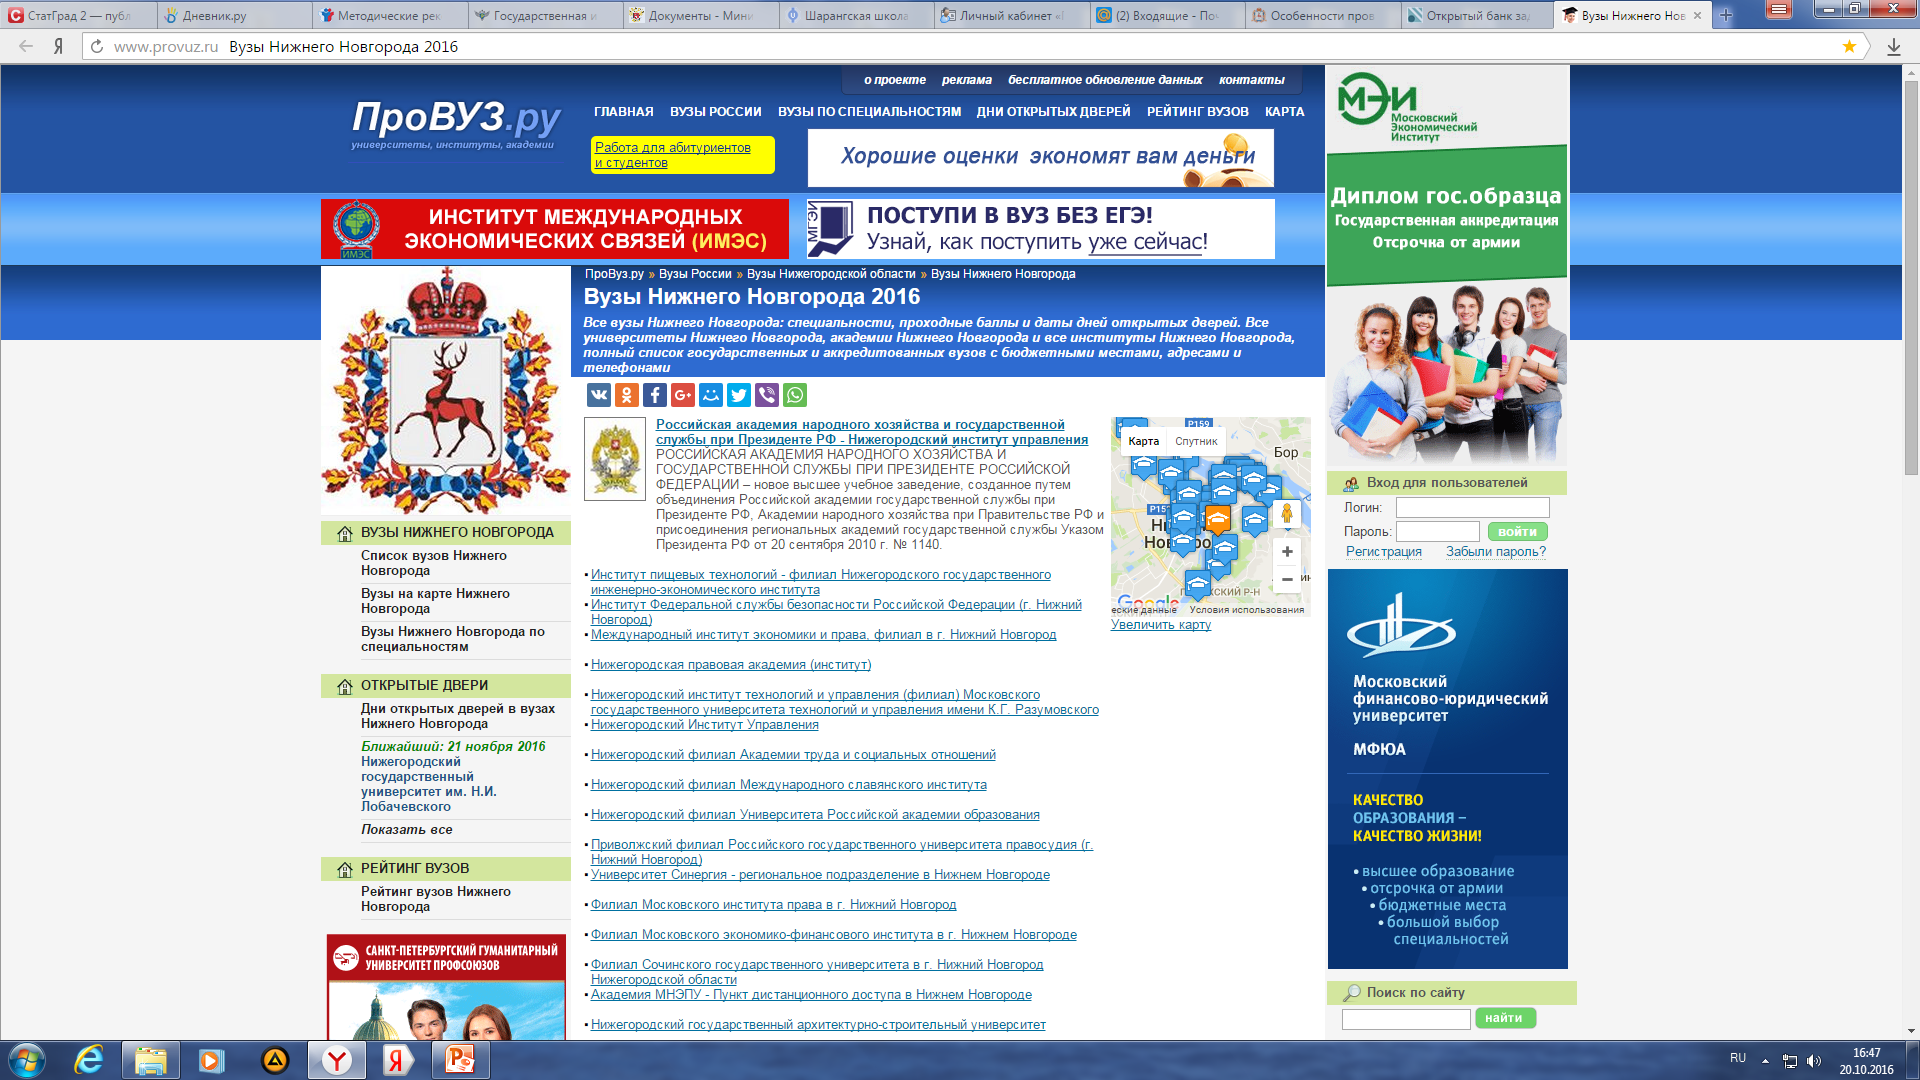 СтатГрад 2 — публ
Дневник.ру
Методические рек
Государственная и
Документы - Мини
Шарангская школа
Личный кабинет «I
(2) Входящие - Поч
Особенности пров
Открытый банк зад
Вузы Нижнего Нов
www.provuz.ru Вузы Нижнего Новгорода 2016
о проекте реклама бесплатное обновление данных контакты
ПроВУЗ.ру
университеты, институты, академии
ГЛАВНАЯ ВУЗЫ РОССИИ ВУЗЫ ПО СПЕЦИАЛЬНОСТЯМ ДНИ ОТКРЫТЫХ ДВЕРЕЙ РЕЙТИНГ ВУЗОВ КАРТА
Работа для абитуриентов
и студентов
Хорошие оценки экономят вам деньги
ИМЭС
ИНСТИТУТ МЕЖДУНАРОДНЫХ
ЭКОНОМИЧЕСКИХ СВЯЗЕЙ (ИМЭС)
МГЭИ
ПОСТУПИ В ВУЗ БЕЗ ЕГЭ!
Узнай, как поступить уже сейчас!
ПроВуз.ру » Вузы России » Вузы Нижегородской области » Вузы Нижнего Новгорода
Вузы Нижнего Новгорода 2016
Все вузы Нижнего Новгорода: специальности, проходные баллы и даты дней открытых дверей. Все
университеты Нижнего Новгорода, академии Нижнего Новгорода и все институты Нижнего Новгорода,
полный список государственных и аккредитованных вузов с бюджетными местами, адресами и
телефонами
Российская академия народного хозяйства и государственной
службы при Президенте РФ - Нижегородский институт управления
РОССИЙСКАЯ АКАДЕМИЯ НАРОДНОГО ХОЗЯЙСТВА И
ГОСУДАРСТВЕННОЙ СЛУЖБЫ ПРИ ПРЕЗИДЕНТЕ РОССИЙСКОЙ
ФЕДЕРАЦИИ – новое высшее учебное заведение, созданное путем
объединения Российской академии государственной службы при
Президенте РФ, Академии народного хозяйства при Правительстве РФ и
присоединения региональных академий государственной службы Указом
Президента РФ от 20 сентября 2010 г. № 1140.
▪ Институт пищевых технологий - филиал Нижегородского государственного
инженерно-экономического института
▪ Институт Федеральной службы безопасности Российской Федерации (г. Нижний
Новгород)
▪ Международный институт экономики и права, филиал в г. Нижний Новгород
▪ Нижегородская правовая академия (институт)
▪ Нижегородский институт технологий и управления (филиал) Московского
государственного университета технологий и управления имени К.Г. Разумовского
▪ Нижегородский Институт Управления
▪ Нижегородский филиал Академии труда и социальных отношений
▪ Нижегородский филиал Международного славянского института
▪ Нижегородский филиал Университета Российской академии образования
▪ Приволжский филиал Российского государственного университета правосудия (г.
Нижний Новгород)
▪ Университет Синергия - региональное подразделение в Нижнем Новгороде
▪ Филиал Московского института права в г. Нижний Новгород
▪ Филиал Московского экономико-финансового института в г. Нижнем Новгороде
▪ Филиал Сочинского государственного университета в г. Нижний Новгород
Нижегородской области
▪ Академия МНЭПУ - Пункт дистанционного доступа в Нижнем Новгороде
▪ Нижегородский государственный архитектурно-строительный университет
P159
Карта Спутник
Бор
Google
еские данные Условия использования
Увеличить карту
ВУЗЫ НИЖНЕГО НОВГОРОДА
Список вузов Нижнего
Новгорода
Вузы на карте Нижнего
Новгорода
Вузы Нижнего Новгорода по
специальностям
ОТКРЫТЫЕ ДВЕРИ
Дни открытых дверей в вузах
Нижнего Новгорода
Ближайший: 21 ноября 2016
Нижегородский
государственный
университет им. Н.И.
Лобачевского
Показать все
РЕЙТИНГ ВУЗОВ
Рейтинг вузов Нижнего
Новгорода
САНКТ-ПЕТЕРБУРГСКИЙ ГУМАНИТАРНЫЙ
УНИВЕРСИТЕТ ПРОФСОЮЗОВ
МЭИ
Московский
Экономический
Институт
Диплом гос.образца
Государственная аккредитация
Отсрочка от армии
Вход для пользователей
Логин:
Пароль: войти
Регистрация Забыли пароль?
Московский
финансово-юридический
университет
МФЮА
КАЧЕСТВО
ОБРАЗОВАНИЯ –
КАЧЕСТВО ЖИЗНИ!
• высшее образование
• отсрочка от армии
• бюджетные места
• большой выбор
специальностей
Поиск по сайту
найти
RU
16:47
20.10.2016